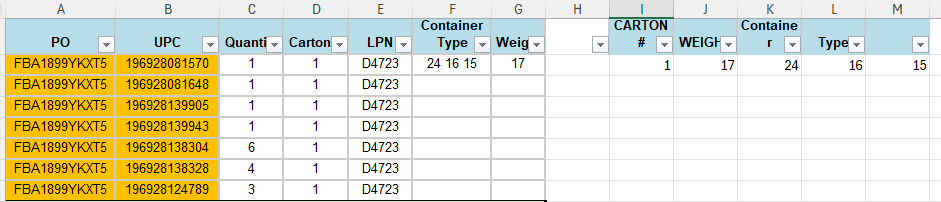 A B C D E F G H I J K L M
PO UPC Quanti Carton LPN Container Type Weig CARTON # WEIGH Containe r Type
FBA1899YKXT5 196928081570 1 1 D4723 24 16 15 17 1 17 24 16 15
FBA1899YKXT5 196928081648 1 1 D4723
FBA1899YKXT5 196928139905 1 1 D4723
FBA1899YKXT5 196928139943 1 1 D4723
FBA1899YKXT5 196928138304 6 1 D4723
FBA1899YKXT5 196928138328 4 1 D4723
FBA1899YKXT5 196928124789 3 1 D4723